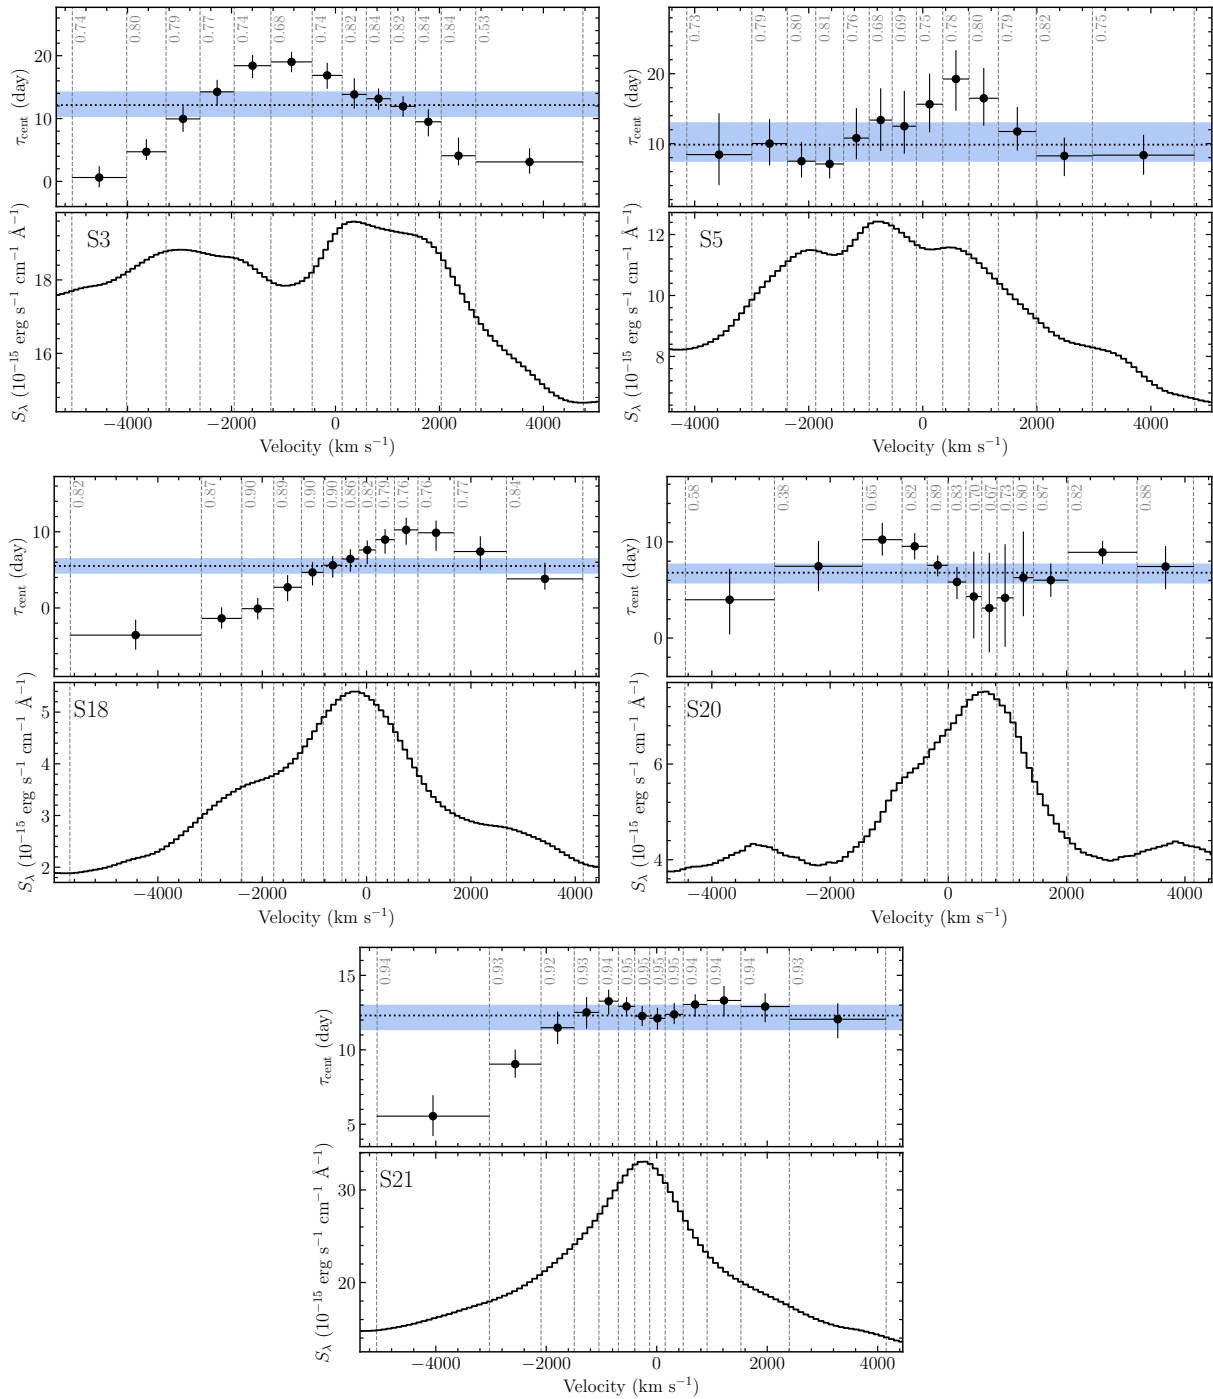 0.74 0.80 0.79 0.77 0.74 0.68 0.74 0.82 0.84 0.82 0.84 0.84 0.53
20
10
0
τcent (day)
S3
18
16
Sλ (10−15 erg s−1 cm−1 Å−1)
−4000 −2000 0 2000 4000
Velocity (km s−1)
0.73 0.79 0.80 0.81 0.76 0.68 0.69 0.75 0.78 0.80 0.79 0.82 0.75
20
10
0
τcent (day)
S5
12
10
8
Sλ (10−15 erg s−1 cm−1 Å−1)
−4000 −2000 0 2000 4000
Velocity (km s−1)
0.82 0.87 0.90 0.89 0.90 0.90 0.86 0.82 0.79 0.76 0.76 0.77 0.84
10
0
τcent (day)
S18
5
4
3
2
Sλ (10−15 erg s−1 cm−1 Å−1)
−4000 −2000 0 2000 4000
Velocity (km s−1)
0.58 0.38 0.65 0.82 0.89 0.83 0.70 0.67 0.73 0.80 0.87 0.82 0.88
10
0
τcent (day)
S20
6
4
Sλ (10−15 erg s−1 cm−1 Å−1)
−4000 −2000 0 2000 4000
Velocity (km s−1)
0.94 0.93 0.92 0.93 0.94 0.95 0.95 0.95 0.95 0.94 0.94 0.94 0.93
15
10
5
τcent (day)
S21
30
20
Sλ (10−15 erg s−1 cm−1 Å−1)
−4000 −2000 0 2000 4000
Velocity (km s−1)